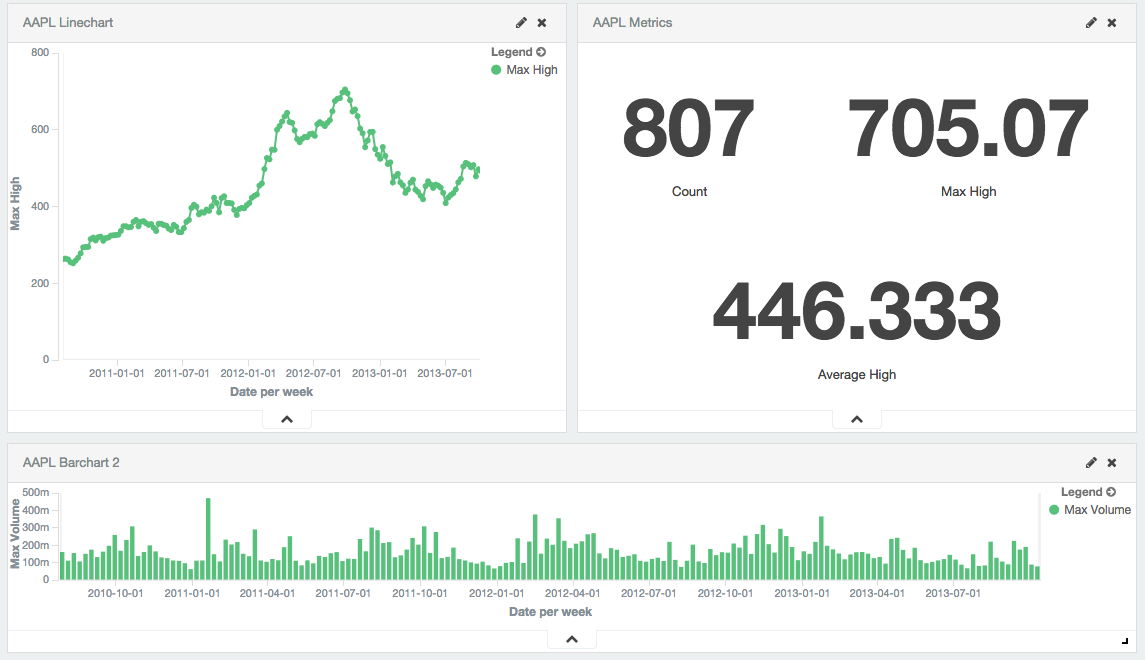 AAPL Linechart
800
600
400
200
0
Max High
2011-01-01 2011-07-01 2012-01-01 2012-07-01 2013-01-01 2013-07-01
Date per week
Legend
Max High
AAPL Metrics
807
Count
705.07
Max High
446.333
Average High
AAPL Barchart 2
500m
400m
300m
200m
100m
0
Max Volume
2010-10-01 2011-01-01 2011-04-01 2011-07-01 2011-10-01 2012-01-01 2012-04-01 2012-07-01 2012-10-01 2013-01-01 2013-04-01 2013-07-01
Date per week
Legend
Max Volume